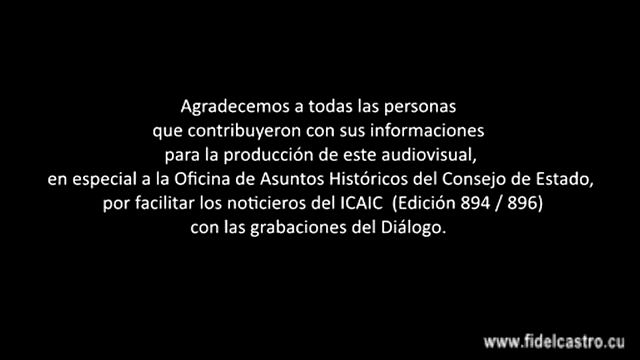 Agradecemos a todas las personas
que contribuyeron con sus informaciones
para la producción de este audiovisual,
en especial a la Oficina de Asuntos Históricos del Consejo de Estado,
por facilitar los noticieros del ICAIC (Edición 894 / 896)
con las grabaciones del Diálogo.
www.fidelcastro.cu